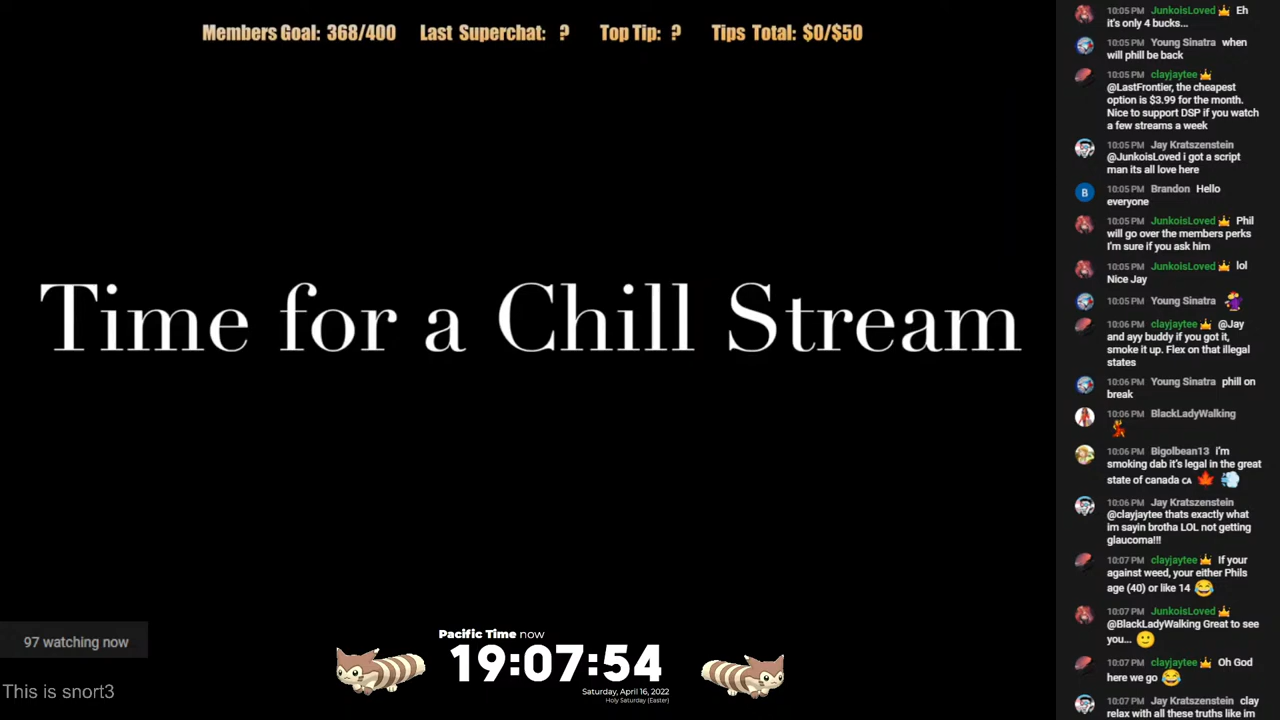 Members Goal: 368/400 Last Superchat: ? Top Tip: ? Tips Total: $0/$50
Time for a Chill Stream
97 watching now
This is snort3
Pacific Time now
19:07:54
Saturday, April 16, 2022
Holy Saturday (Easter)
10:05 PM JunkoisLoved 👑 Eh
it's only 4 bucks...
10:05 PM Young Sinatra when
will phill be back
10:05 PM clayjaytee 👑
@LastFrontier, the cheapest
option is $3.99 for the month.
Nice to support DSP if you watch
a few streams a week
10:05 PM Jay Kratszenstein
@JunkoisLoved i got a script
man its all love here
B
10:05 PM Brandon Hello
everyone
10:05 PM JunkoisLoved 👑 Phil
will go over the members perks
I'm sure if you ask him
10:05 PM JunkoisLoved 👑 lol
Nice Jay
10:05 PM Young Sinatra
10:06 PM clayjaytee 👑 @Jay
and ayy buddy if you got it,
smoke it up. Flex on that illegal
states
10:06 PM Young Sinatra phill on
break
10:06 PM BlackLadyWalking
💃
10:06 PM Bigolbean13 i'm
smoking dab it's legal in the great
state of canada CA 🍁 💨
10:06 PM Jay Kratszenstein
@clayjaytee thats exactly what
im sayin brotha LOL not getting
glaucoma!!!
10:07 PM clayjaytee 👑 If your
against weed, your either Phils
age (40) or like 14 😂
10:07 PM JunkoisLoved 👑
@BlackLadyWalking Great to see
you... 🙂
10:07 PM clayjaytee 👑 Oh God
here we go 😂
10:07 PM Jay Kratszenstein clay
relax with all these truths like im